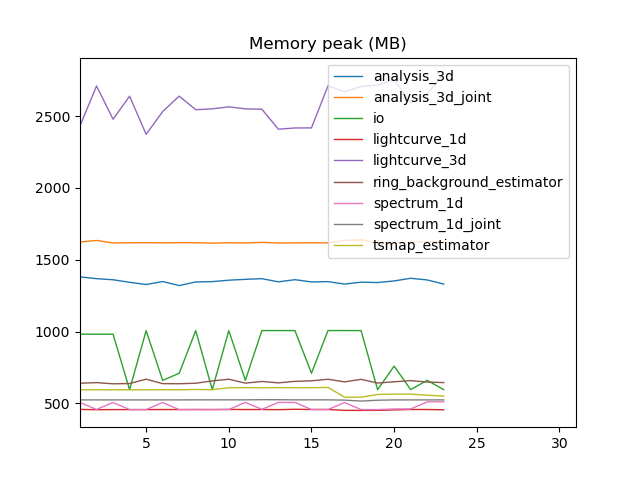 Memory peak (MB)
2500
2000
1500
1000
500
analysis_3d
analysis_3d_joint
io
lightcurve_1d
lightcurve_3d
ring_background_estimator
spectrum_1d
spectrum_1d_joint
tsmap_estimator
5 10 15 20 25 30